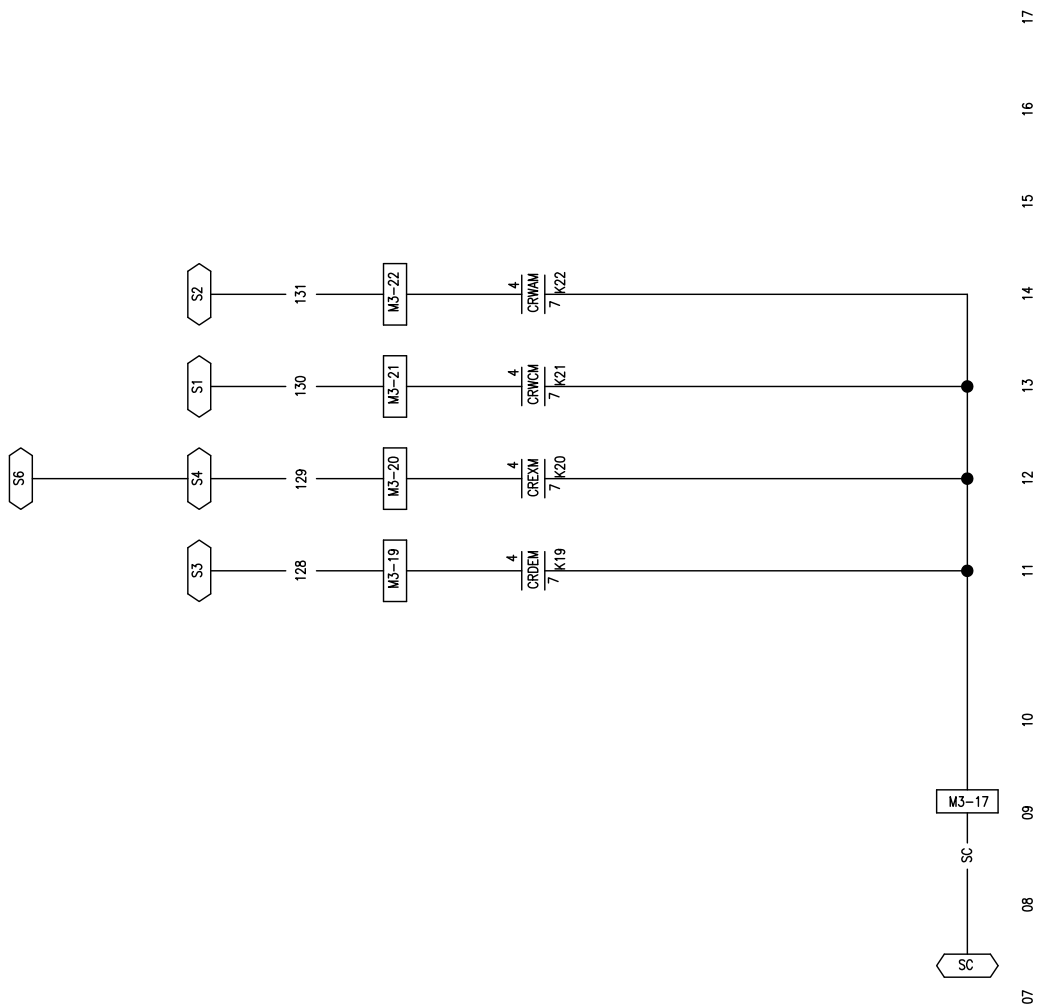 S6
S3
S4
S1
S2
128
129
130
131
M3-19
M3-20
M3-21
M3-22
4
CRDEM
7 K19
4
CREXM
7 K20
4
CRWCM
7 K21
4
CRWAM
7 K22
SC
SC
M3-17
07
08
09
10
11
12
13
14
15
16
17